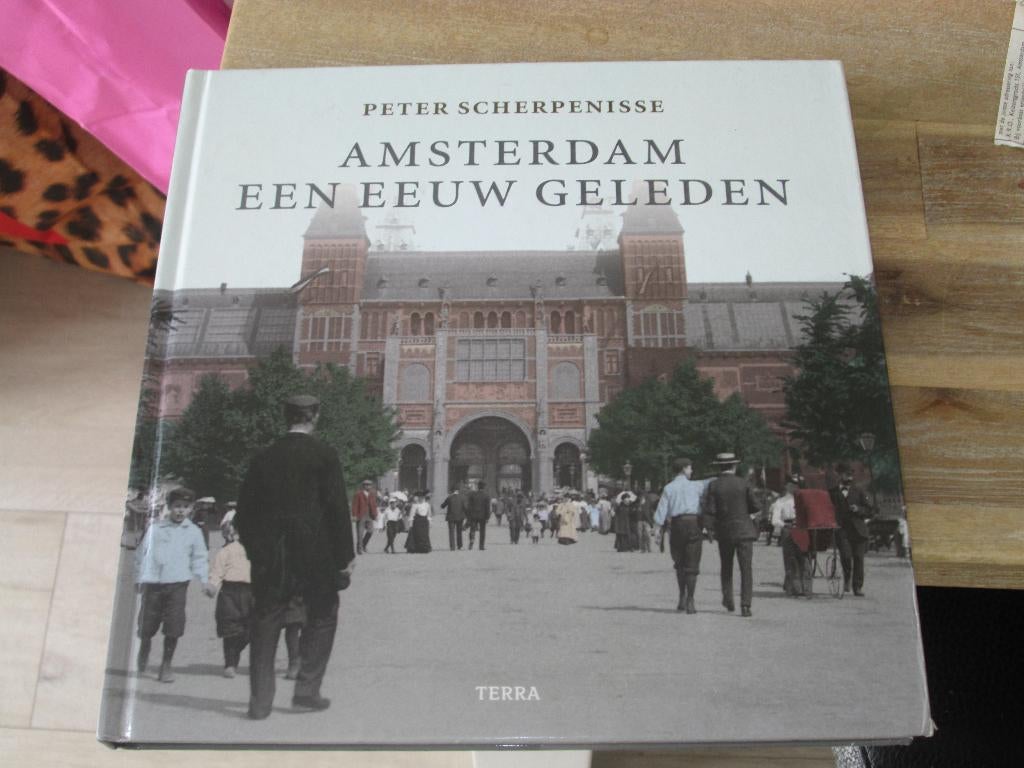 PETER SCHERPENISSE
AMSTERDAM
EEN EEUW GELEDEN
TERRA